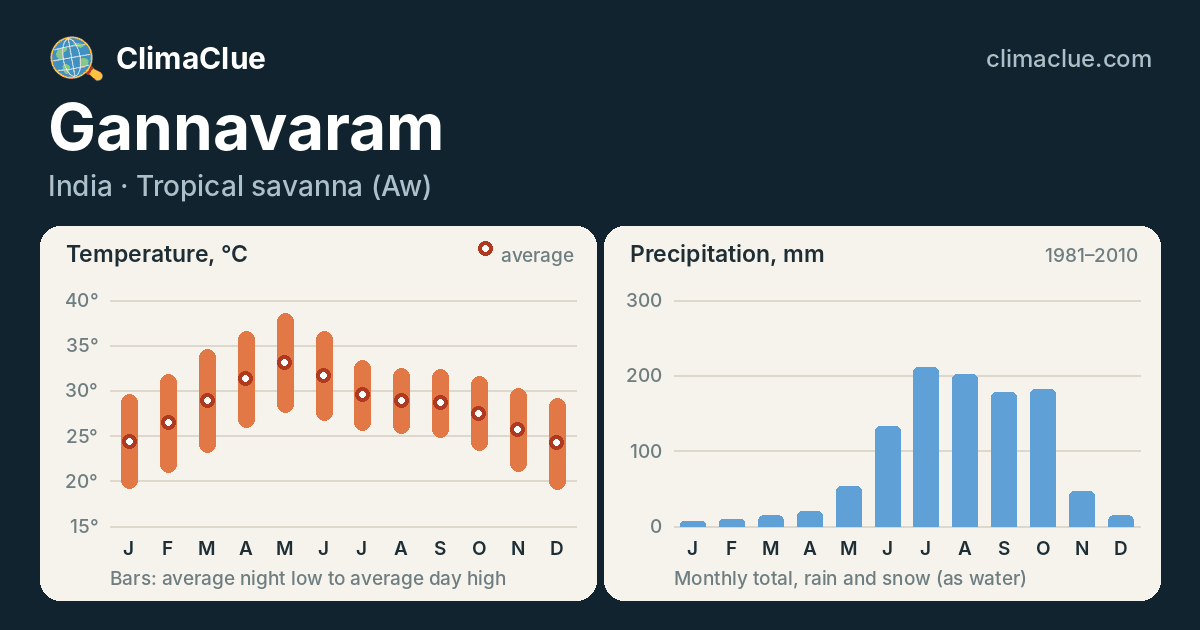 ClimaClue
climaclue.com
Gannavaram
India · Tropical savanna (Aw)
Temperature, °C
average
40°
35°
30°
25°
20°
15°
J F M A M J J A S O N D
Bars: average night low to average day high
Precipitation, mm
1981–2010
300
200
100
0
J F M A M J J A S O N D
Monthly total, rain and snow (as water)